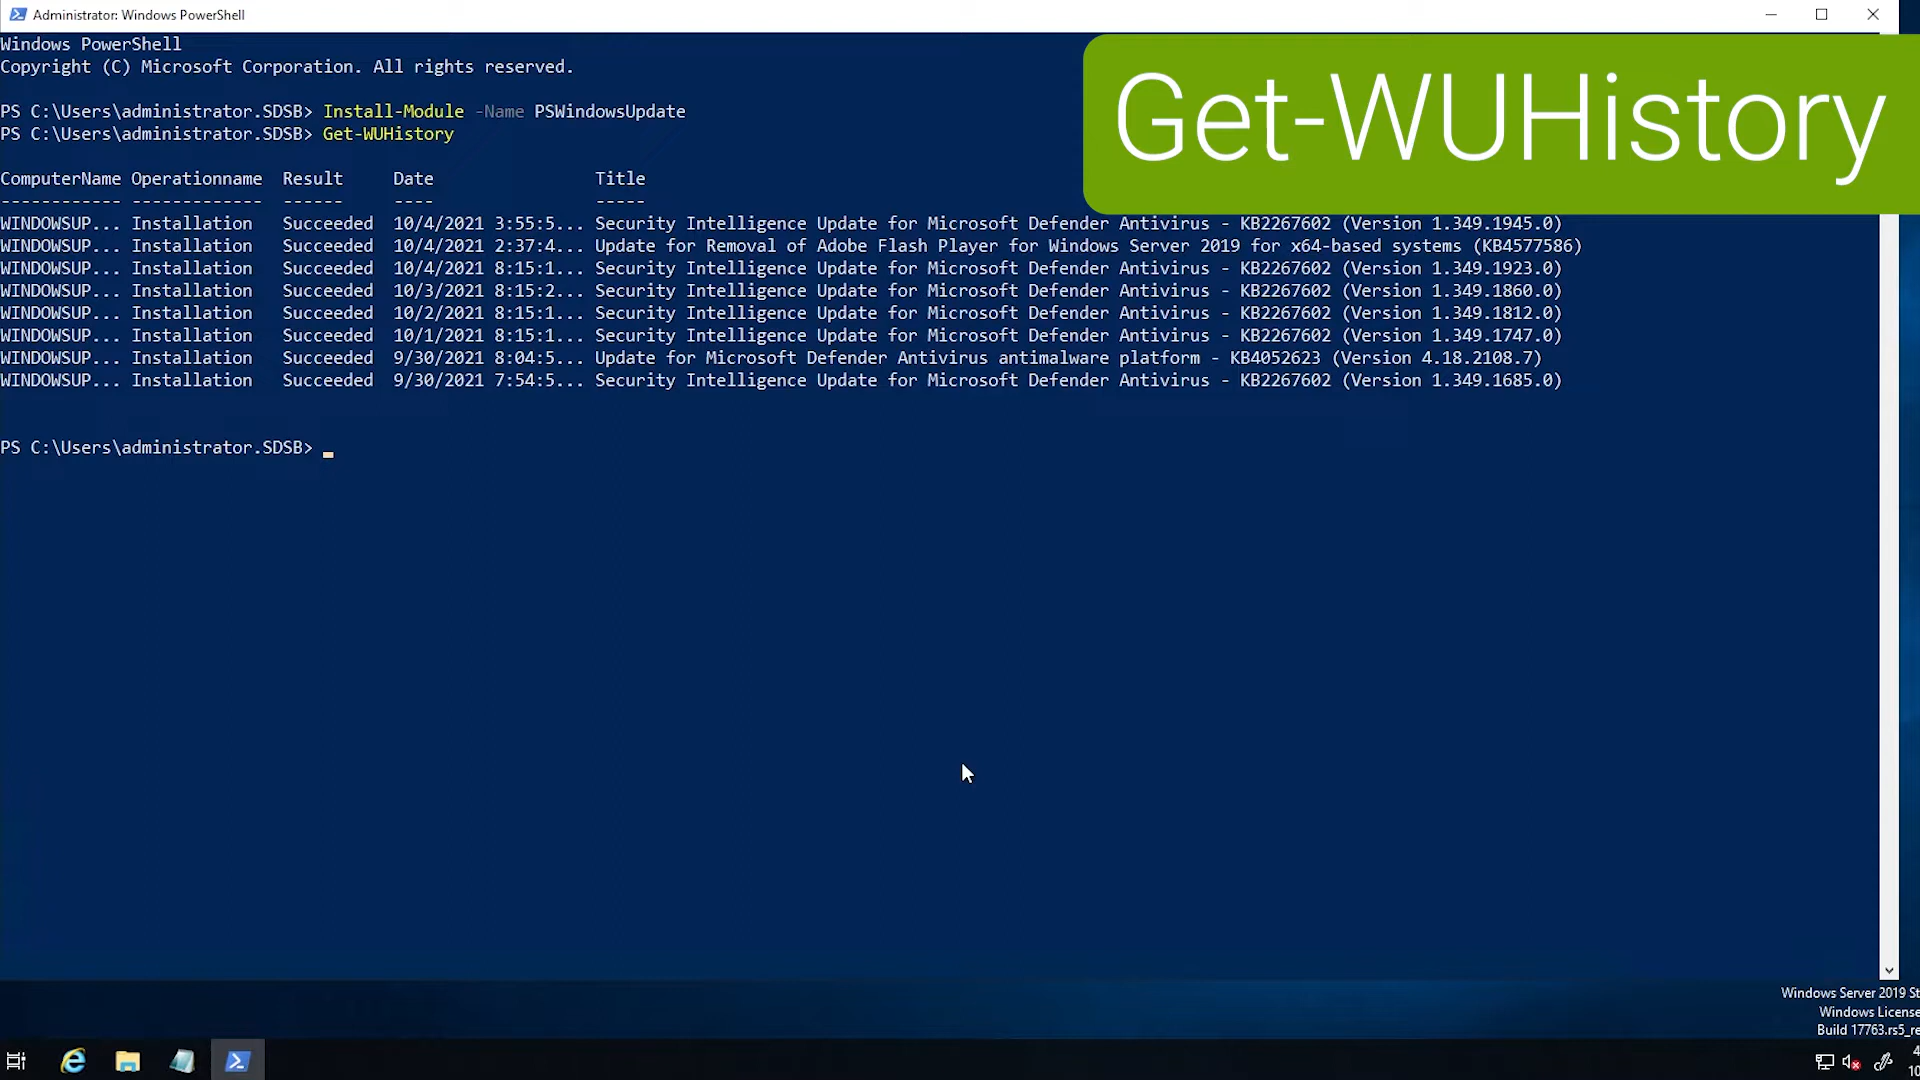 Administrator: Windows PowerShell
Windows PowerShell
Copyright (C) Microsoft Corporation. All rights reserved.
Get-WUHistory
PS C:\Users\administrator.SDSB> Install-Module -Name PSWindowsUpdate
PS C:\Users\administrator.SDSB> Get-WUHistory
ComputerName Operationname  Result     Date                Title
------------ -------------  ------     ----                -----
WINDOWSUP... Installation   Succeeded  10/4/2021 3:55:5... Security Intelligence Update for Microsoft Defender Antivirus - KB2267602 (Version 1.349.1945.0)
WINDOWSUP... Installation   Succeeded  10/4/2021 2:37:4... Update for Removal of Adobe Flash Player for Windows Server 2019 for x64-based systems (KB4577586)
WINDOWSUP... Installation   Succeeded  10/4/2021 8:15:1... Security Intelligence Update for Microsoft Defender Antivirus - KB2267602 (Version 1.349.1923.0)
WINDOWSUP... Installation   Succeeded  10/3/2021 8:15:2... Security Intelligence Update for Microsoft Defender Antivirus - KB2267602 (Version 1.349.1860.0)
WINDOWSUP... Installation   Succeeded  10/2/2021 8:15:1... Security Intelligence Update for Microsoft Defender Antivirus - KB2267602 (Version 1.349.1812.0)
WINDOWSUP... Installation   Succeeded  10/1/2021 8:15:1... Security Intelligence Update for Microsoft Defender Antivirus - KB2267602 (Version 1.349.1747.0)
WINDOWSUP... Installation   Succeeded  9/30/2021 8:04:5... Update for Microsoft Defender Antivirus antimalware platform - KB4052623 (Version 4.18.2108.7)
WINDOWSUP... Installation   Succeeded  9/30/2021 7:54:5... Security Intelligence Update for Microsoft Defender Antivirus - KB2267602 (Version 1.349.1685.0)
PS C:\Users\administrator.SDSB>
Windows Server 2019 St
Windows License
Build 17763.rs5_re
4
10